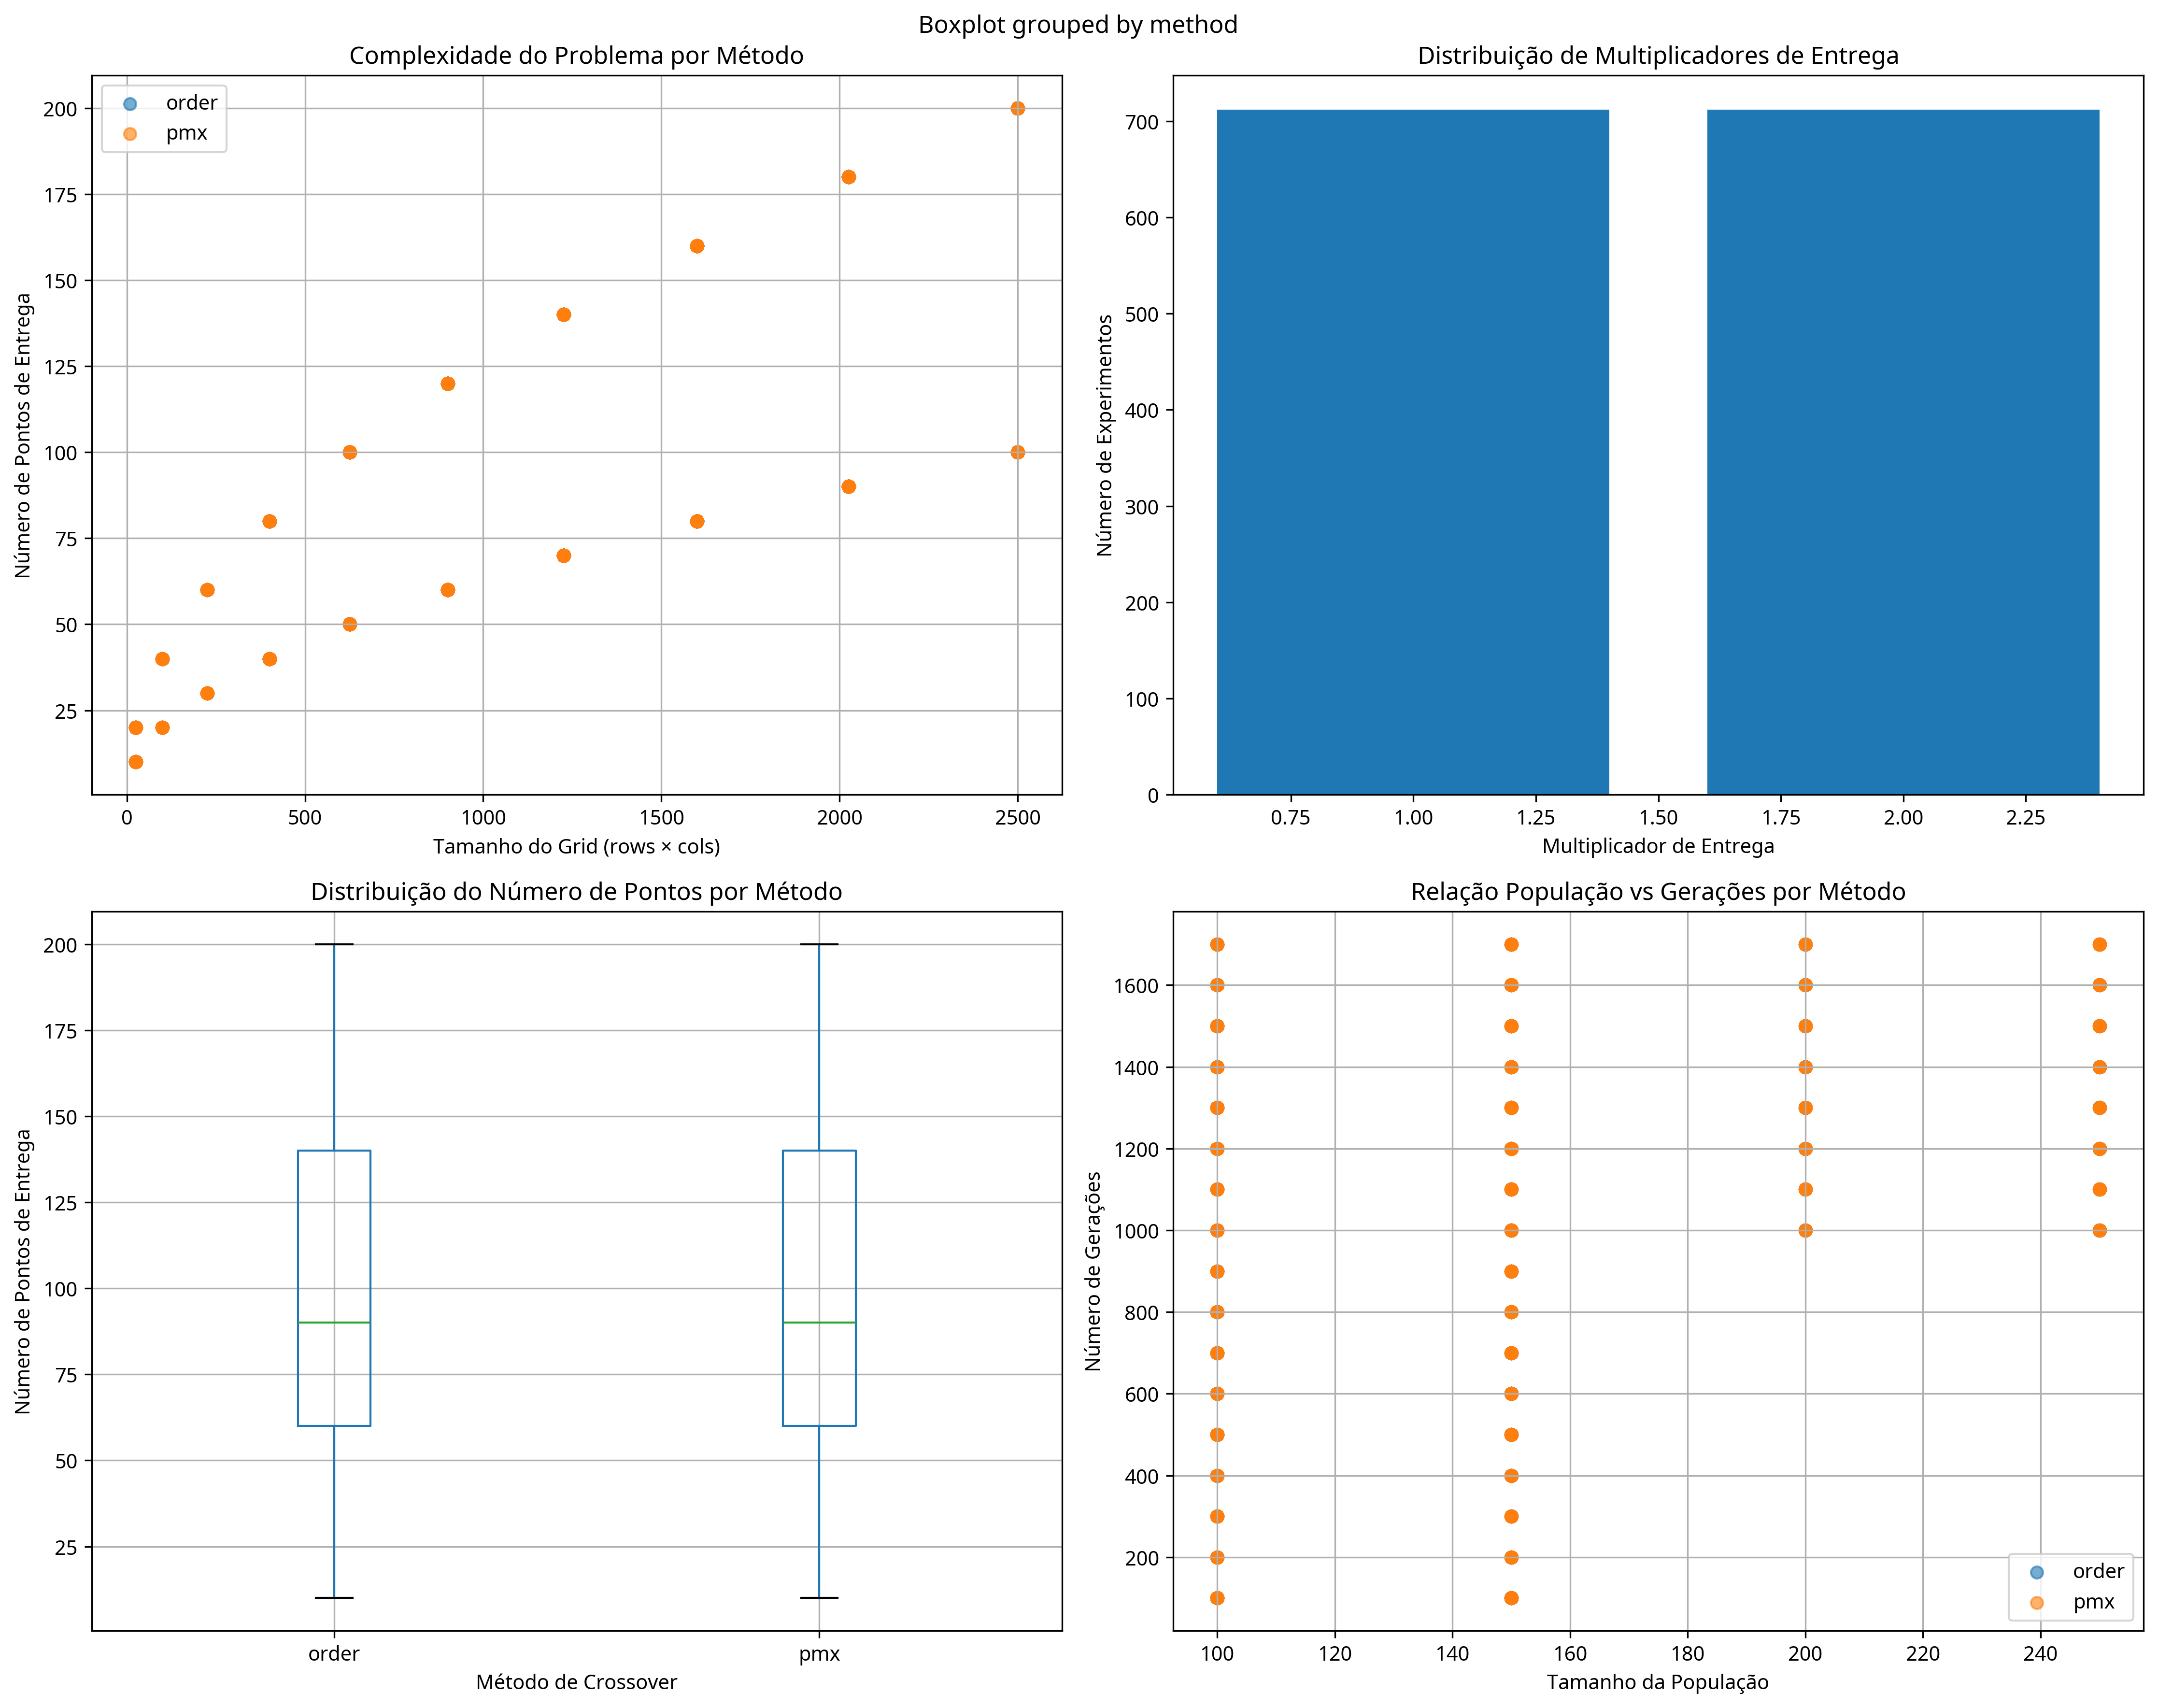 Boxplot grouped by method
Complexidade do Problema por Método
order
pmx
200
175
150
125
100
75
50
25
Número de Pontos de Entrega
0
500
1000
1500
2000
2500
Tamanho do Grid (rows × cols)
Distribuição de Multiplicadores de Entrega
700
600
500
400
300
200
100
0
Número de Experimentos
0.75
1.00
1.25
1.50
1.75
2.00
2.25
Multiplicador de Entrega
Distribuição do Número de Pontos por Método
200
175
150
125
100
75
50
25
Número de Pontos de Entrega
order
pmx
Método de Crossover
Relação População vs Gerações por Método
1600
1400
1200
1000
800
600
400
200
Número de Gerações
order
pmx
100
120
140
160
180
200
220
240
Tamanho da População